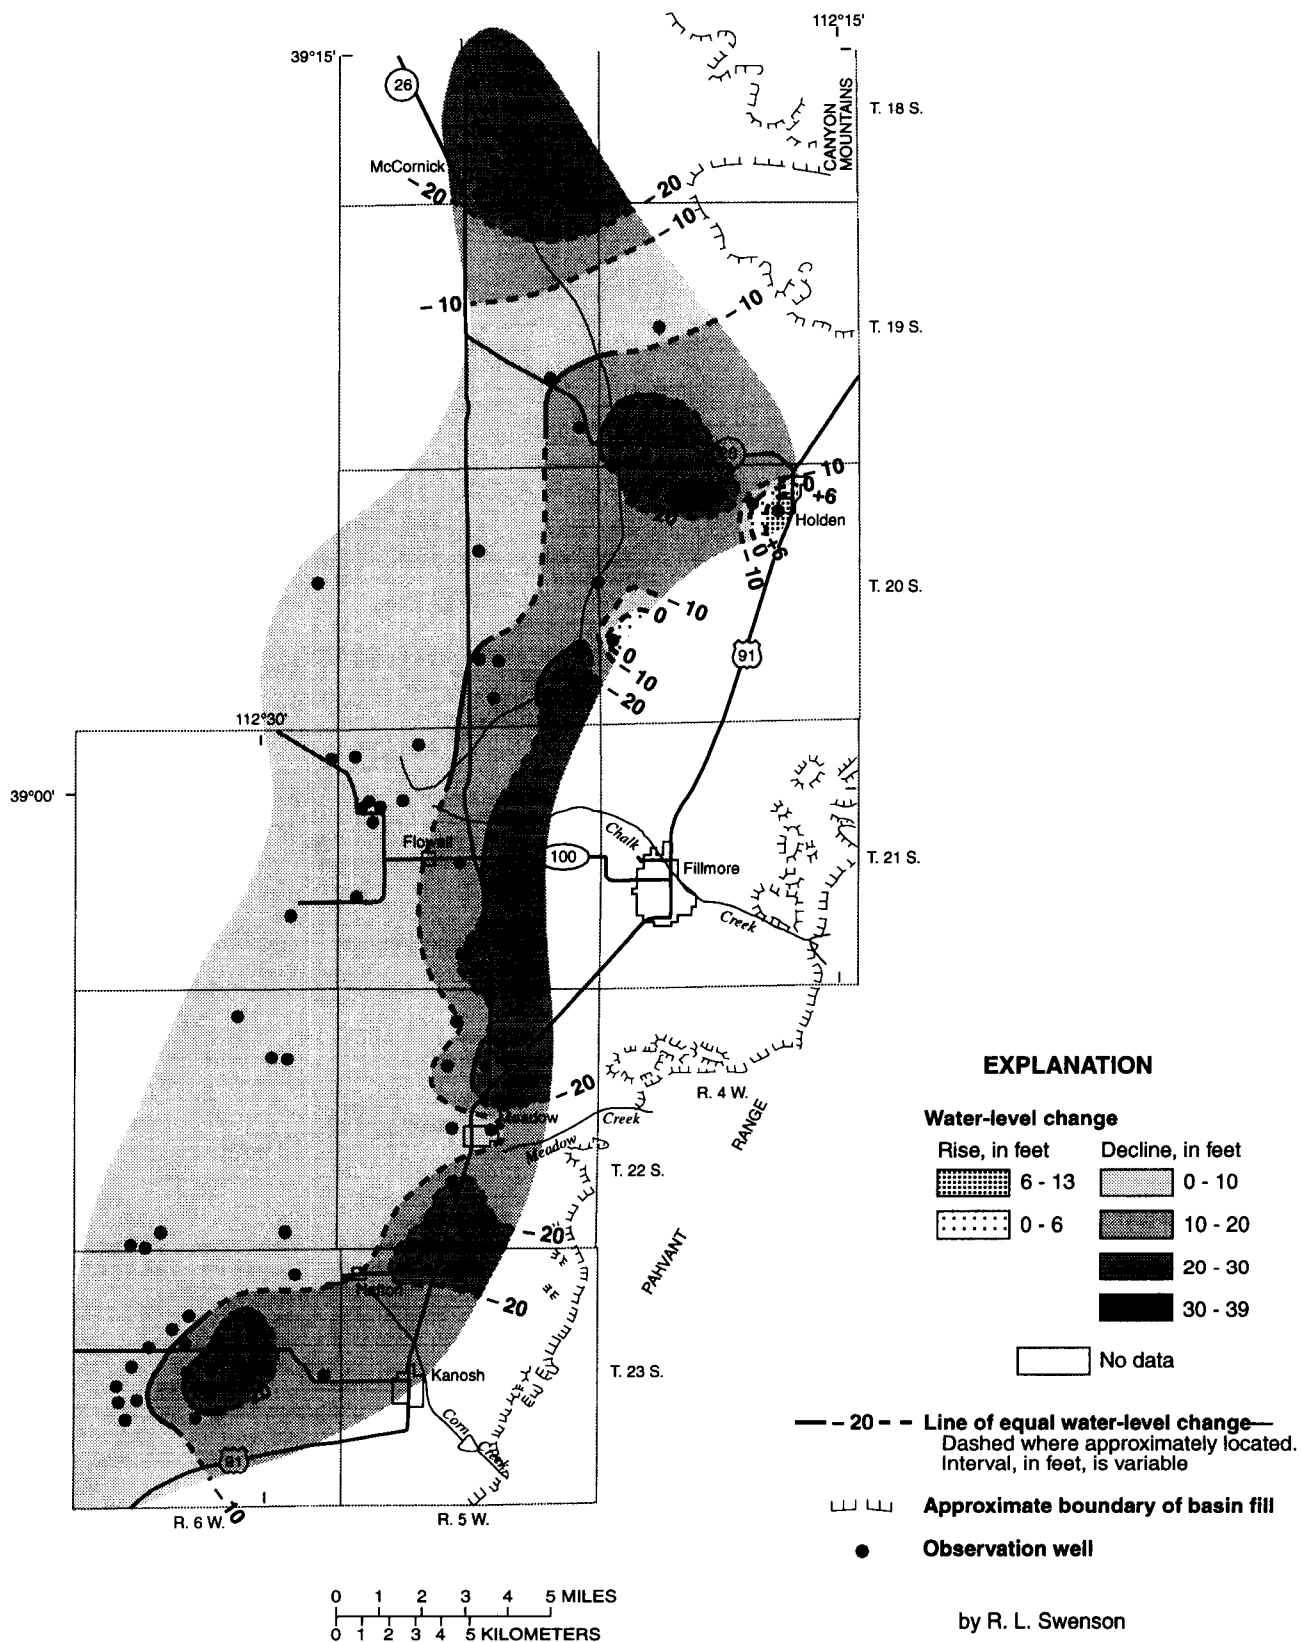 112°15'
39°15'
26
CANYON
MOUNTAINS
T. 18 S.
McCornick
-20
-20
-10
-10
-10
T. 19 S.
-10
0
+6
Holden
20
0
+6
-10
T. 20 S.
-10
0
0
-10
-20
91
112°30'
39°00'
Flowell
100
Chalk
Fillmore
Creek
T. 21 S.
-20
R. 4 W.
RANGE
Meadow
Creek
Meadow
T. 22 S.
-20
PAHVANT
-20
Kanosh
T. 23 S.
Corn
Creek
91
-10
R. 6 W.
R. 5 W.
EXPLANATION
Water-level change
Rise, in feet
Decline, in feet
6 - 13
0 - 10
0 - 6
10 - 20
20 - 30
30 - 39
No data
-20- - Line of equal water-level change—
Dashed where approximately located.
Interval, in feet, is variable
Approximate boundary of basin fill
Observation well
0 1 2 3 4 5 MILES
0 1 2 3 4 5 KILOMETERS
by R. L. Swenson